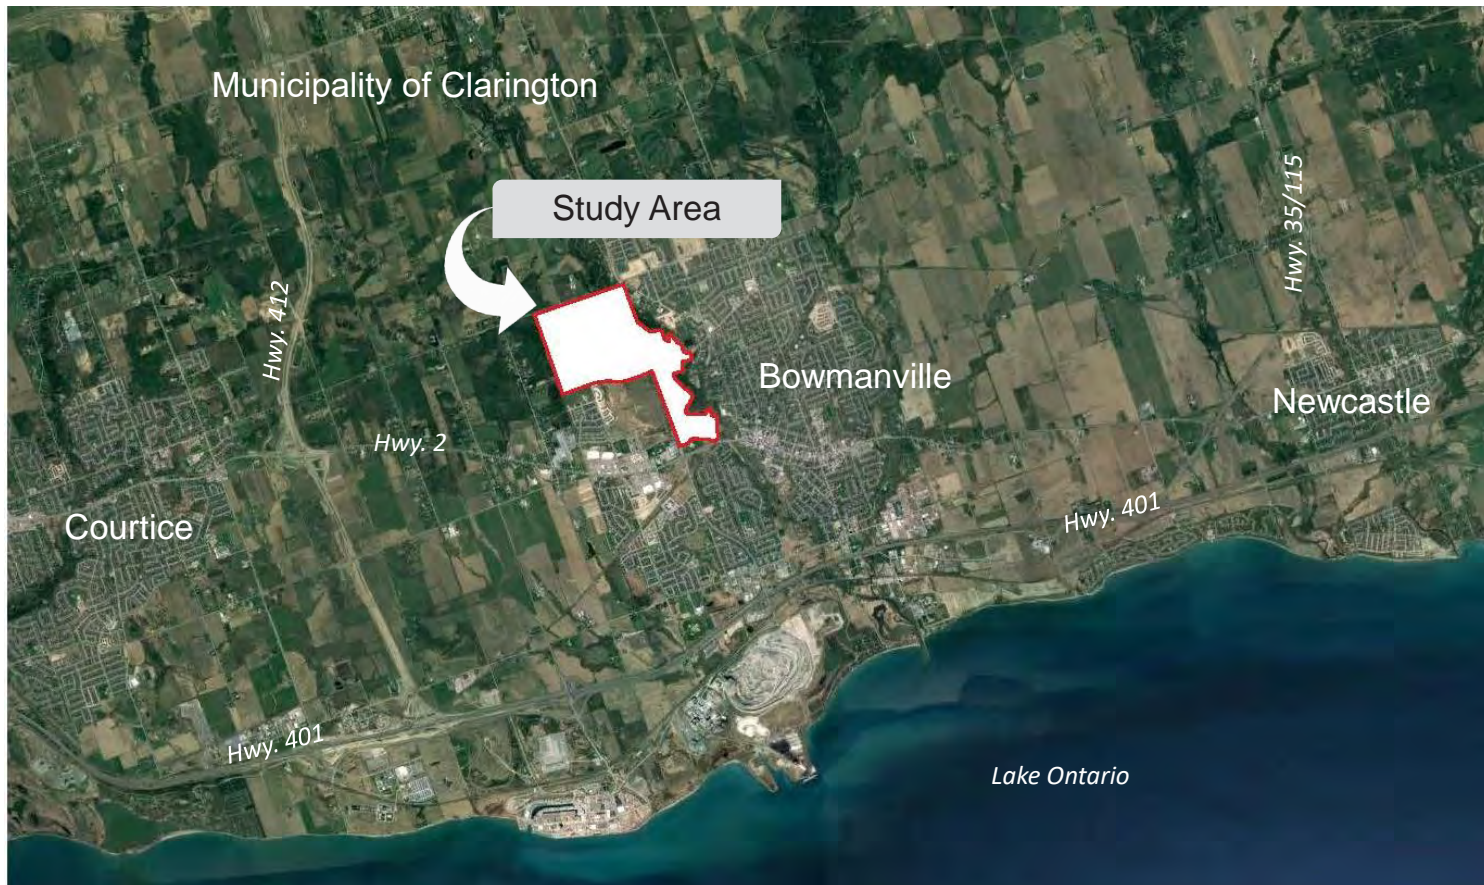 Municipality of Clarington
Study Area
Hwy. 35/115
Hwy. 412
Bowmanville
Newcastle
Hwy. 2
Courtice
Hwy. 401
Hwy. 401
Lake Ontario